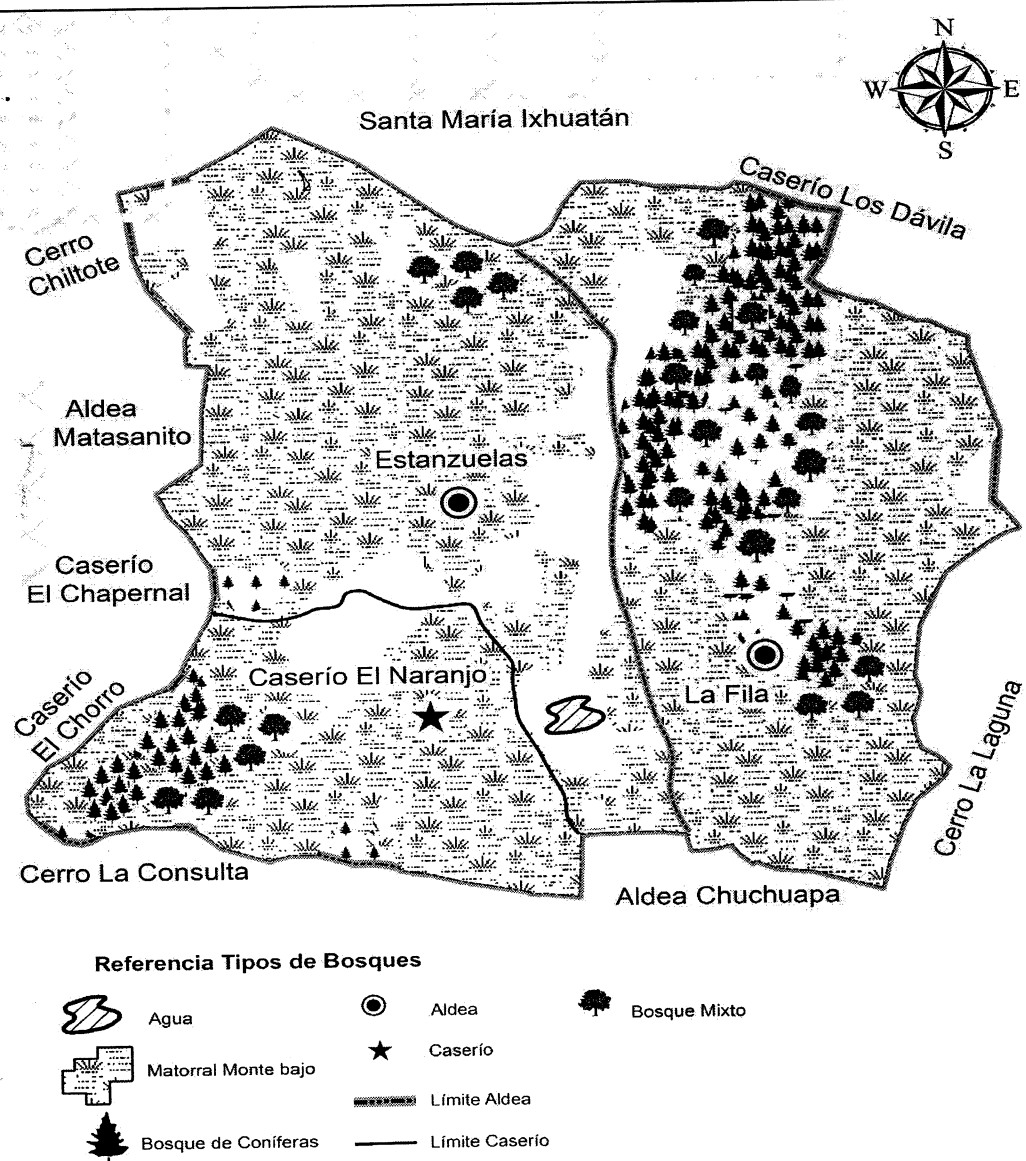 N
W E
S
Santa María Ixhuatán
Caserío Los Dávila
Cerro
Chiltote
Aldea
Matasanito
Estanzuelas
Caserío
El Chapernal
Caserío
El Chorro
Caserío El Naranjo
La Fila
Cerro La Laguna
Cerro La Consulta
Aldea Chuchuapa
Referencia Tipos de Bosques
Agua
Aldea
Bosque Mixto
Matorral Monte bajo
Caserío
Límite Aldea
Bosque de Coníferas
Límite Caserío